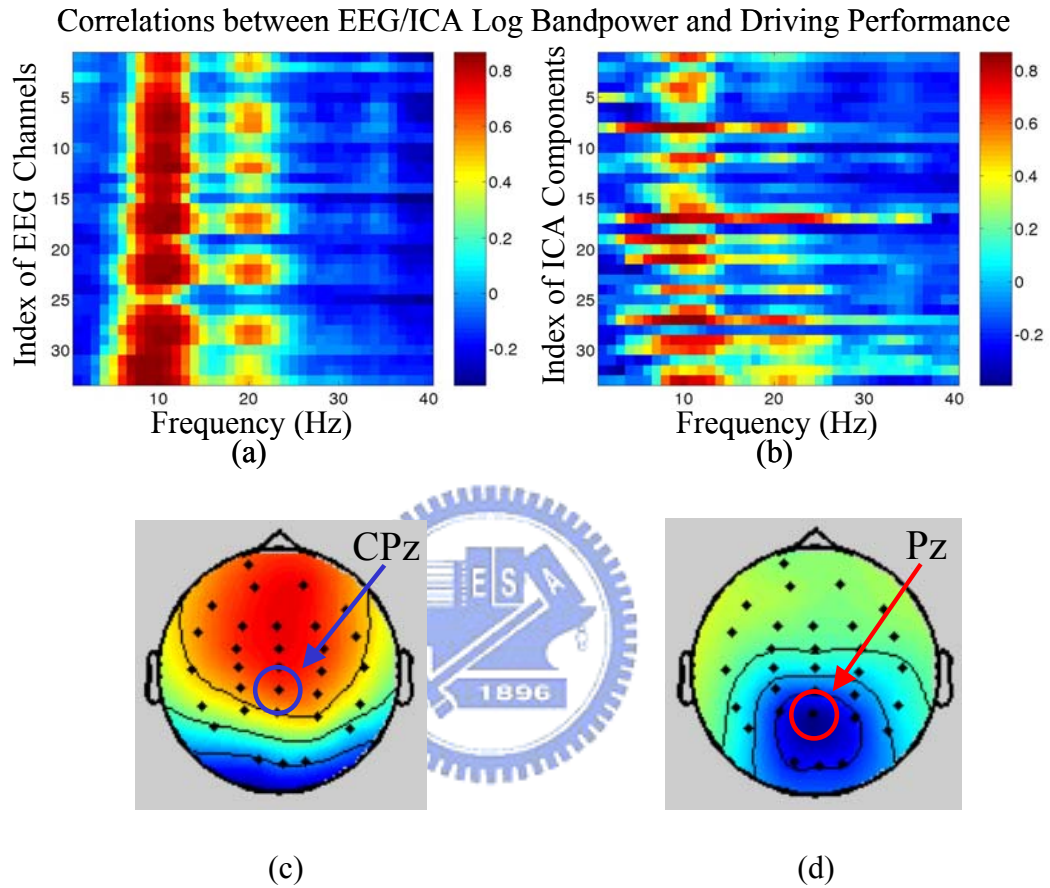 Correlations between EEG/ICA Log Bandpower and Driving Performance
Index of EEG Channels
5
10
15
20
25
30
10
20
30
40
Frequency (Hz)
(a)
0.8
0.6
0.4
0.2
0
-0.2
Index of ICA Components
5
10
15
20
25
30
10
20
30
40
Frequency (Hz)
(b)
0.8
0.6
0.4
0.2
0
-0.2
CPz
E S A
1896
Pz
(c)
(d)